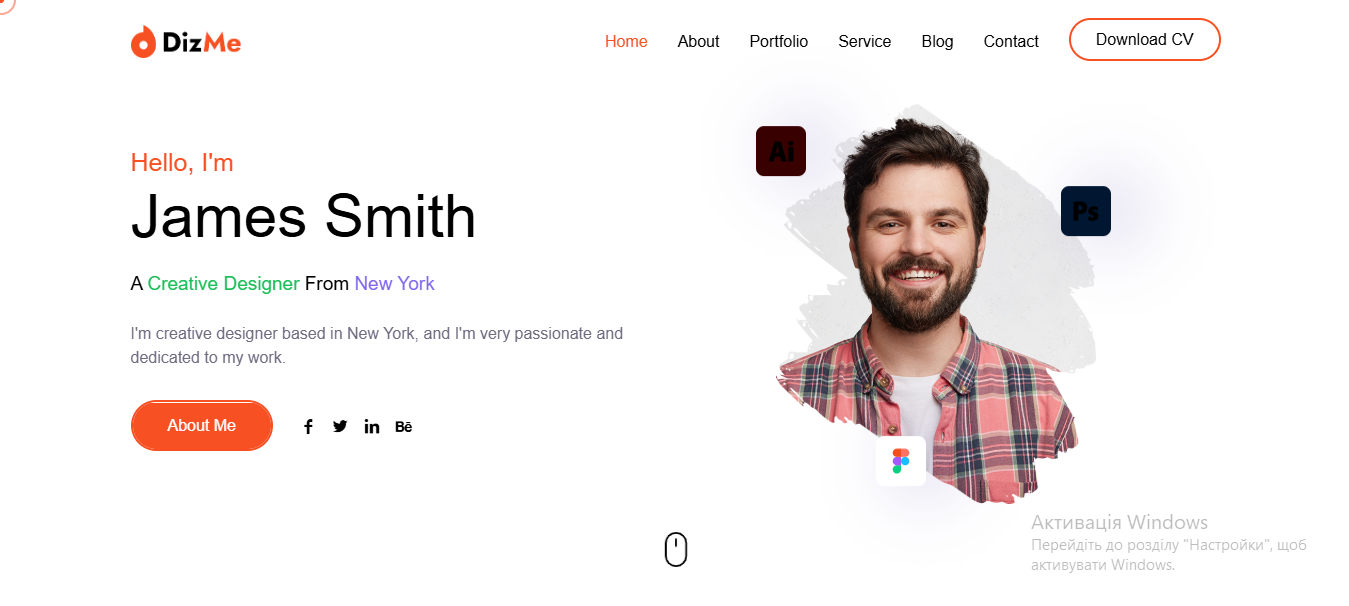 DizMe
Home About Portfolio Service Blog Contact Download CV
Hello, I'm
James Smith
A Creative Designer From New York
I'm creative designer based in New York, and I'm very passionate and
dedicated to my work.
About Me
Bē
Ai
Ps
Активація Windows
Перейдіть до розділу "Настройки", щоб
активувати Windows.